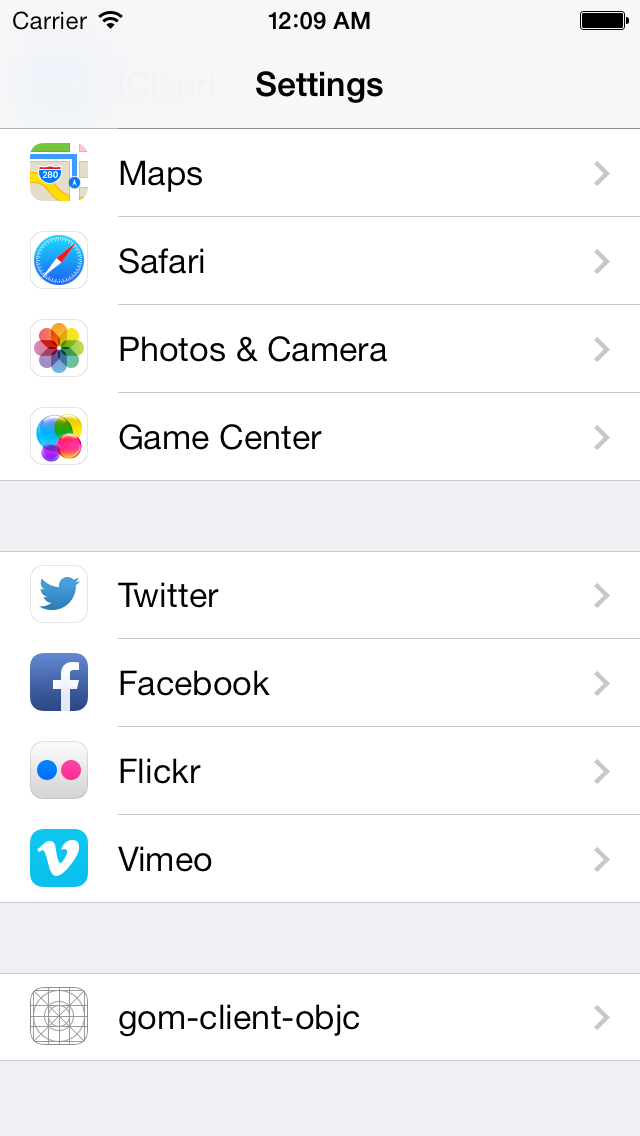 Carrier 12:09 AM
iCloud
Settings
280
Maps
Safari
Photos & Camera
Game Center
Twitter
Facebook
Flickr
Vimeo
gom-client-objc